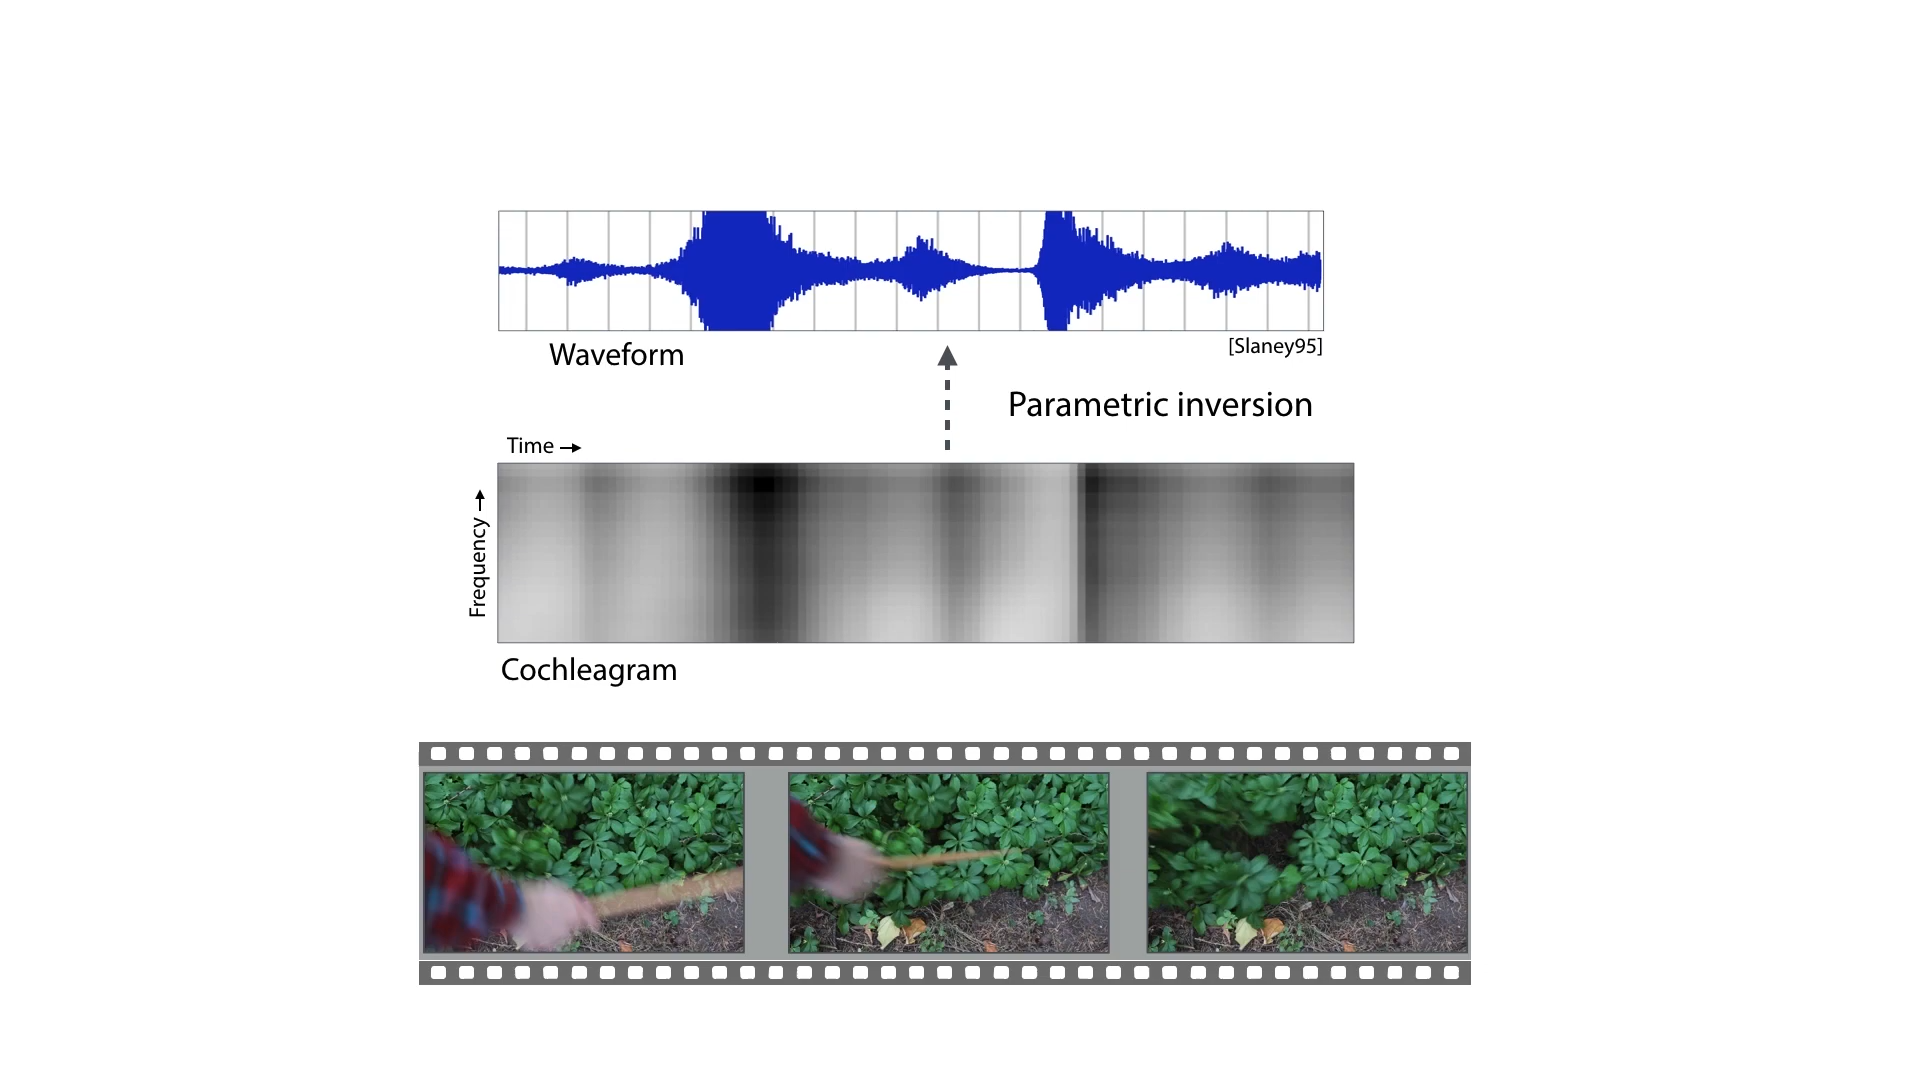 Waveform
[Slaney95]
Parametric inversion
Time
Frequency
Cochleagram